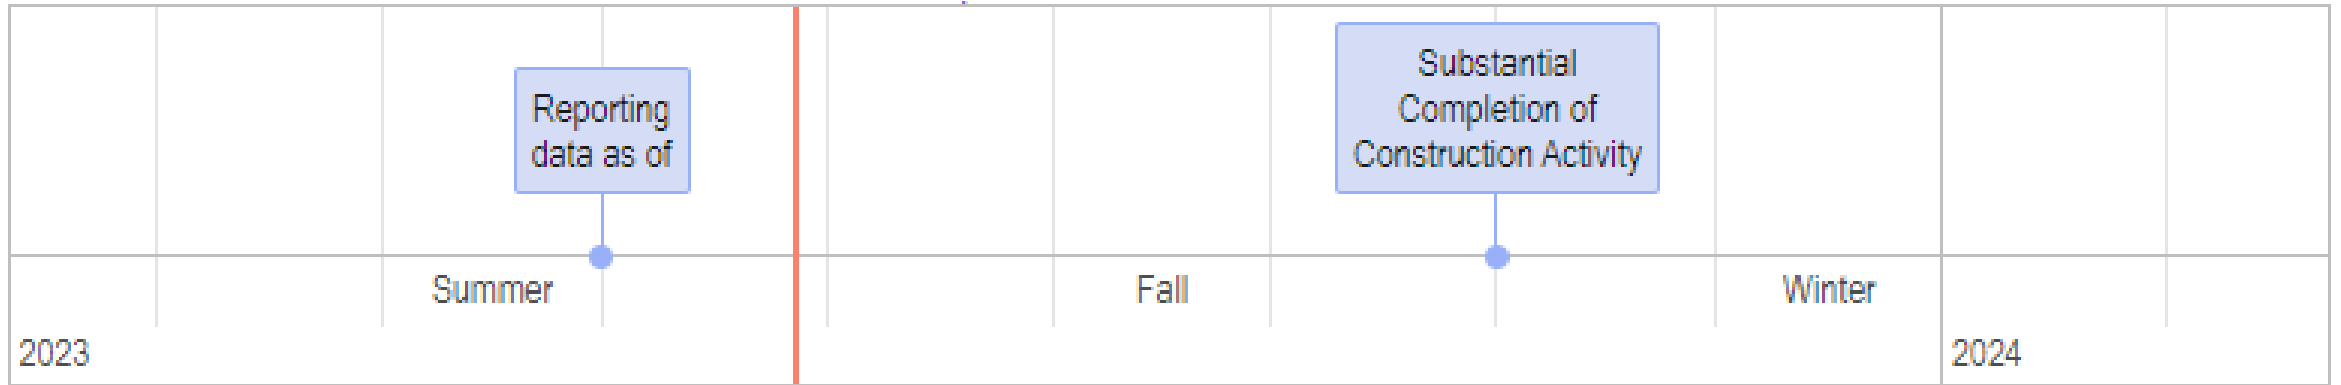 Reporting
data as of
Substantial
Completion of
Construction Activity
Summer
Fall
Winter
2023
2024